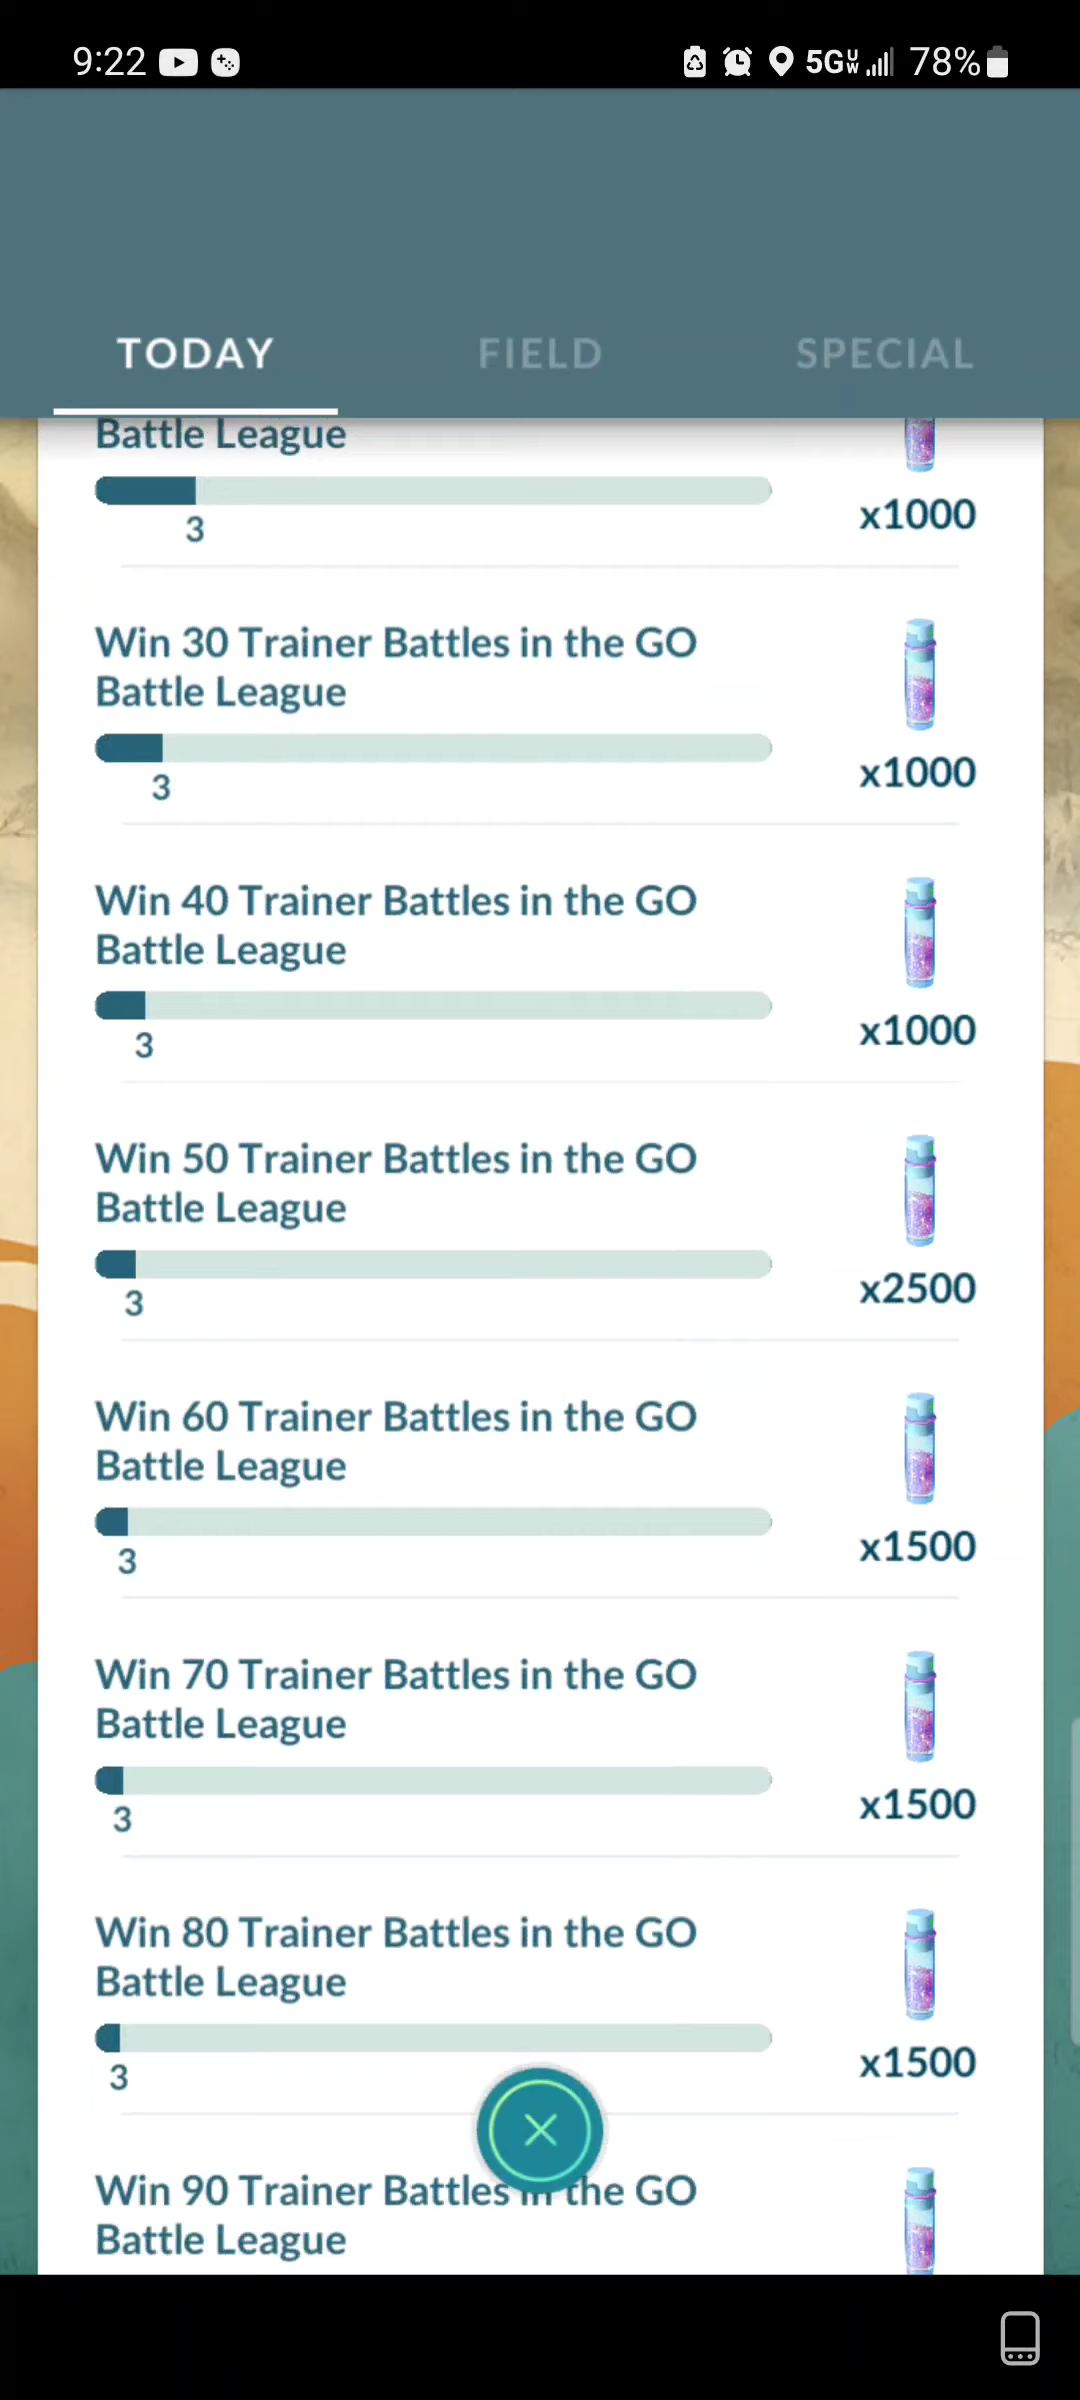 9:22 5G UW 78%
TODAY FIELD SPECIAL
Battle League
3
x1000
Win 30 Trainer Battles in the GO
Battle League
3
x1000
Win 40 Trainer Battles in the GO
Battle League
3
x1000
Win 50 Trainer Battles in the GO
Battle League
3
x2500
Win 60 Trainer Battles in the GO
Battle League
3
x1500
Win 70 Trainer Battles in the GO
Battle League
3
x1500
Win 80 Trainer Battles in the GO
Battle League
3
x1500
Win 90 Trainer Battles in the GO
Battle League